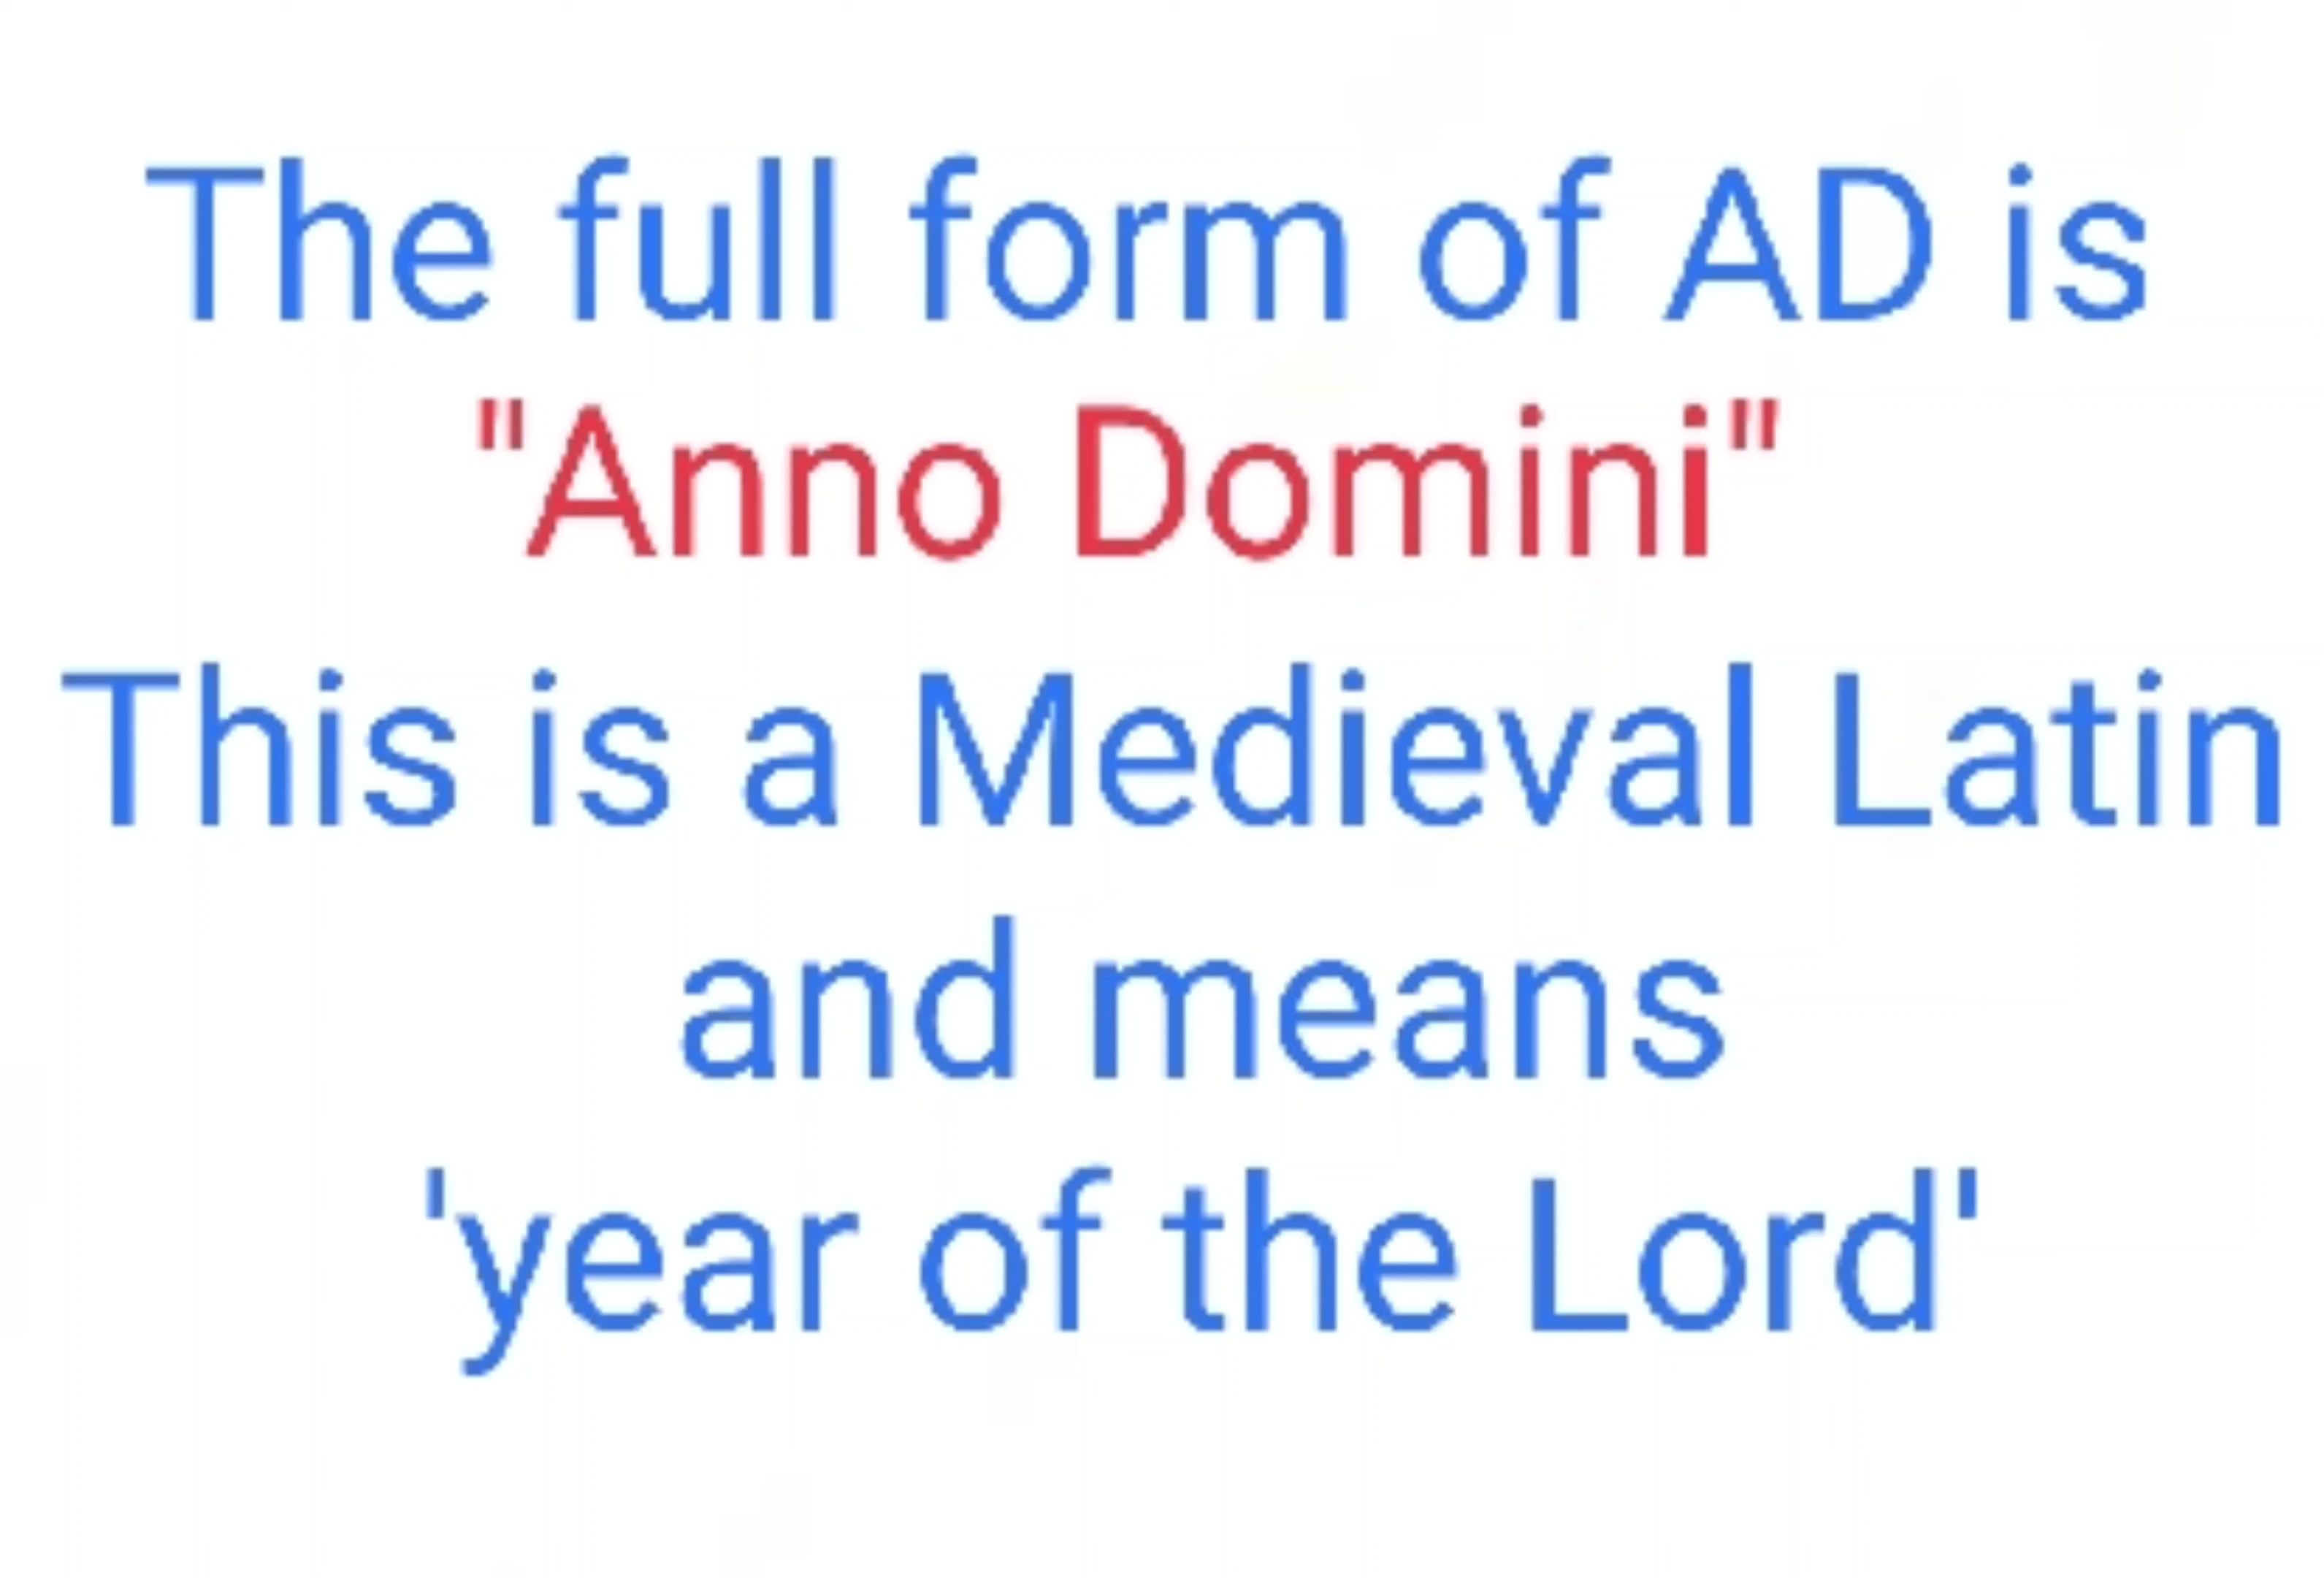 The full form of AD is
"Anno Domini"
This is a Medieval Latin
and means
'year of the Lord'